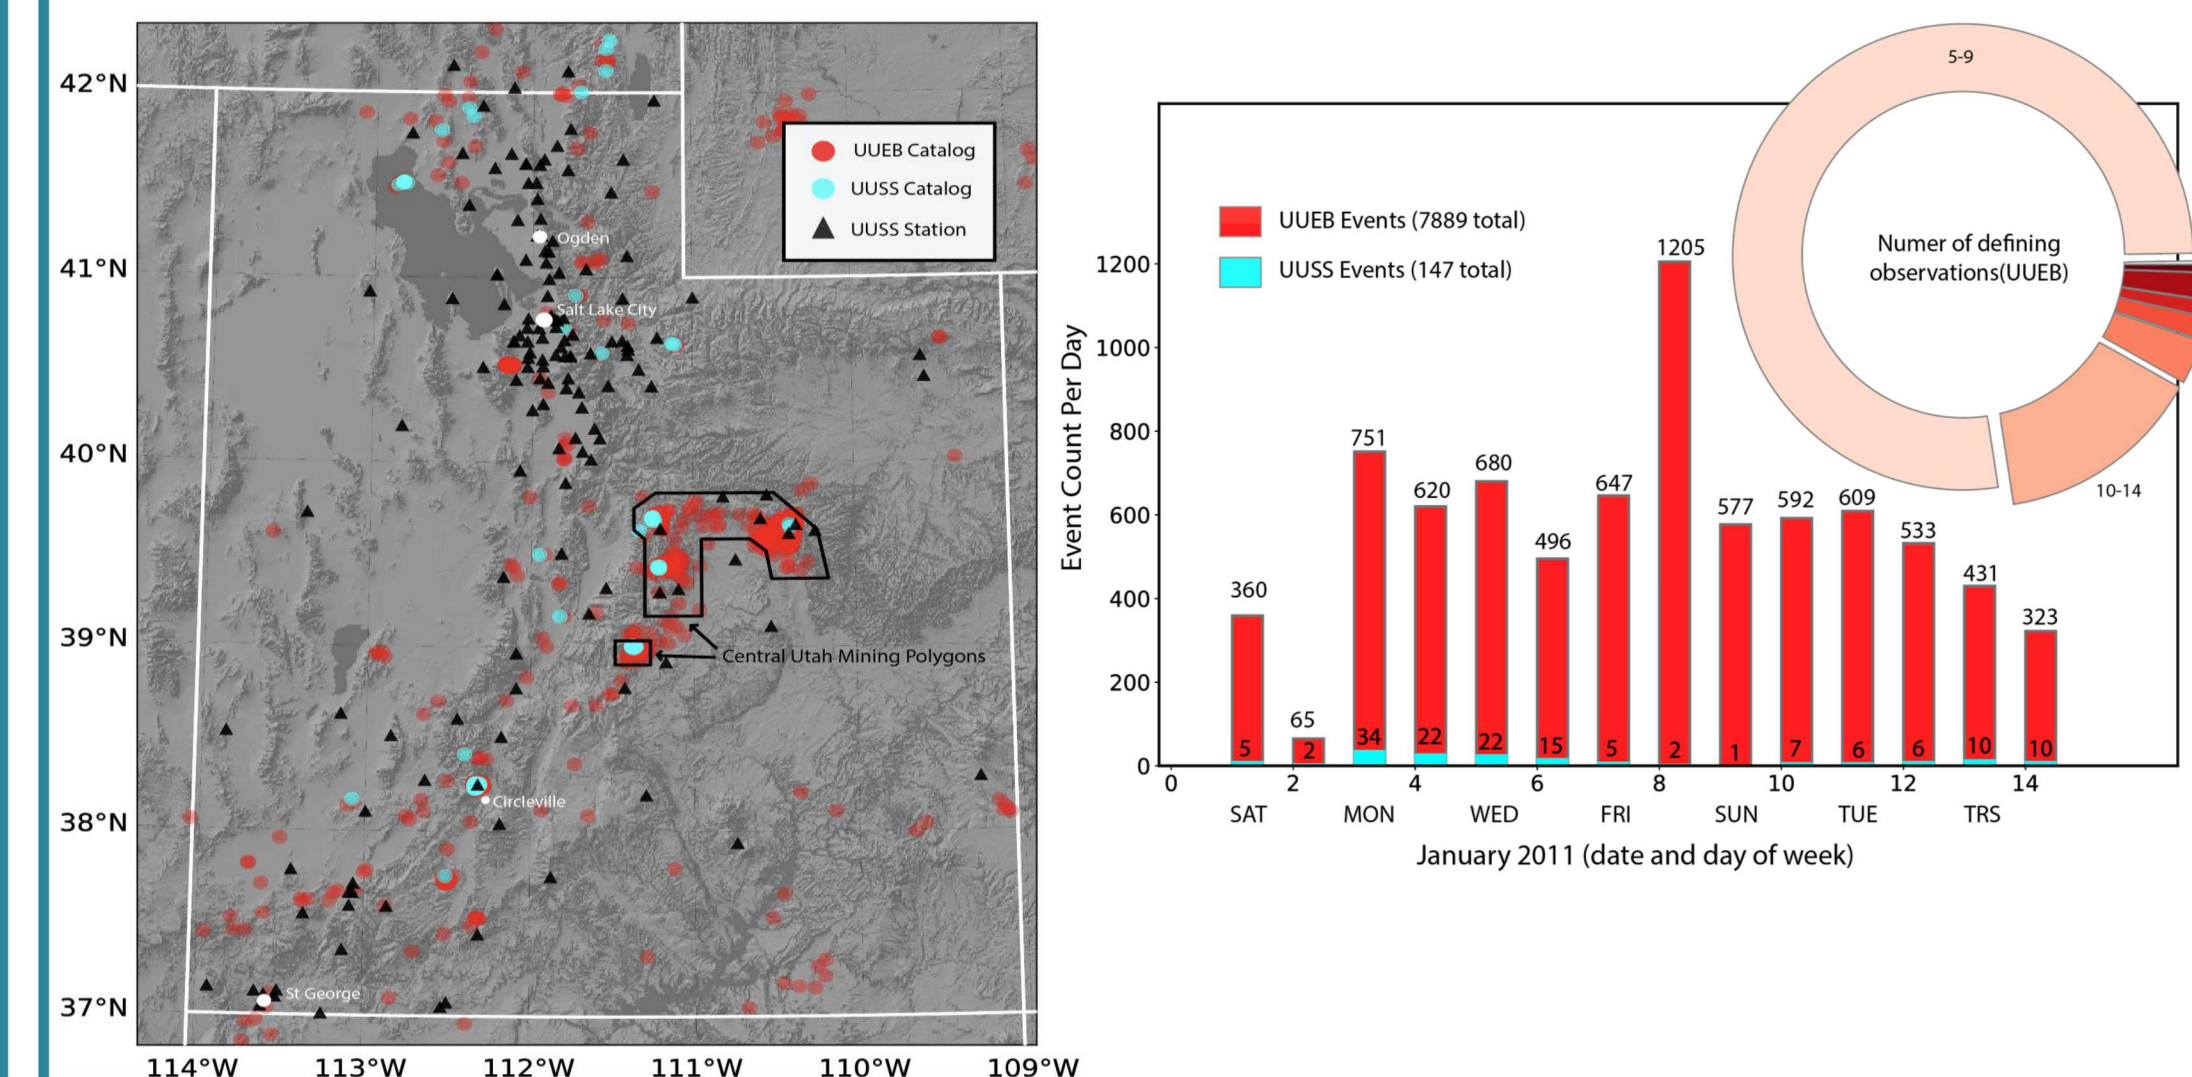 42°N
41°N
40°N
39°N
38°N
37°N
114°W
113°W
112°W
111°W
110°W
109°W
UUEB Catalog
UUSS Catalog
UUSS Station
Ogden
Salt Lake City
Central Utah Mining Polygons
Circleville
St George
5-9
Numer of defining
observations(UUEB)
10-14
UUEB Events (7889 total)
UUSS Events (147 total)
Event Count Per Day
1200
1000
800
600
400
200
0
360
65
751
620
680
496
647
1205
577
592
609
533
431
323
5
2
34
22
22
15
5
2
1
7
6
6
10
10
0
2
4
6
8
10
12
14
SAT
MON
WED
FRI
SUN
TUE
TRS
January 2011 (date and day of week)